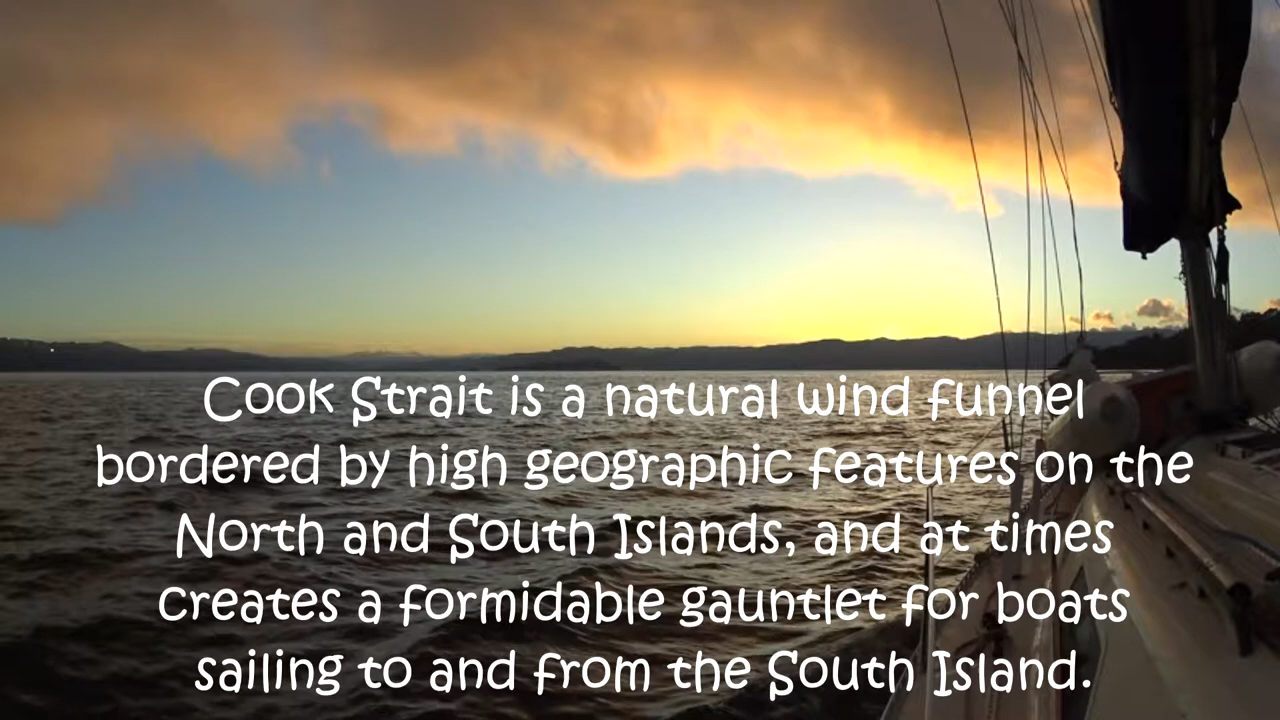 Cook Strait is a natural wind funnel
bordered by high geographic features on the
North and South Islands, and at times
creates a formidable gauntlet for boats
sailing to and from the South Island.